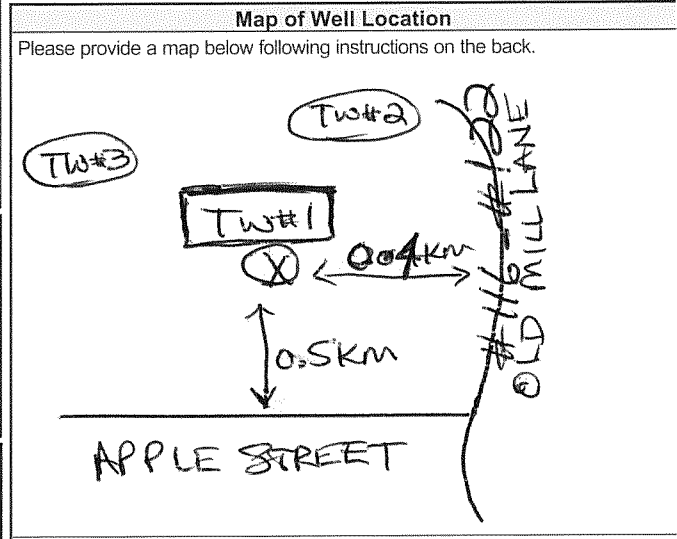 Map of Well Location
Please provide a map below following instructions on the back.
TW#2
TW#3
TW#1
X
0.04KM
0.5KM
#116 - #122
OLD MILL LANE
APPLE STREET